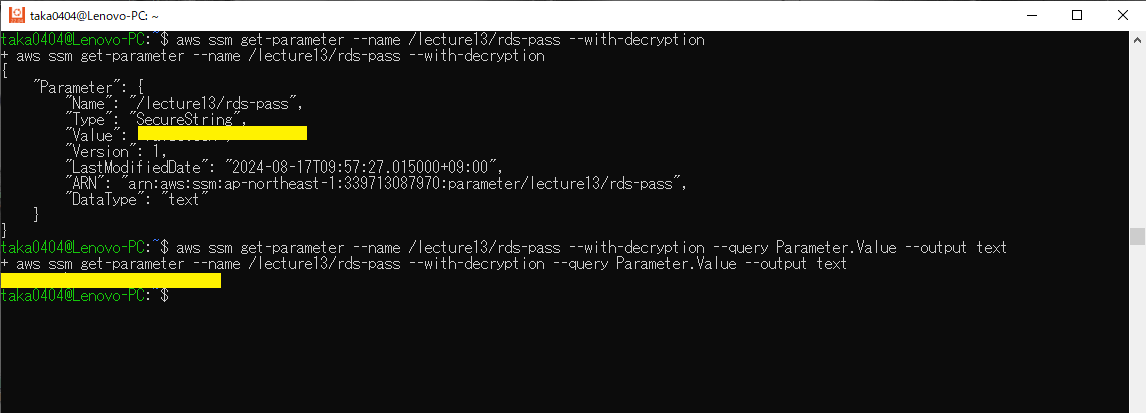 taka0404@Lenovo-PC: ~
taka0404@Lenovo-PC:~$ aws ssm get-parameter --name /lecture13/rds-pass --with-decryption
+ aws ssm get-parameter --name /lecture13/rds-pass --with-decryption
{
    "Parameter": {
        "Name": "/lecture13/rds-pass",
        "Type": "SecureString",
        "Value":
        "Version": 1,
        "LastModifiedDate": "2024-08-17T09:57:27.015000+09:00",
        "ARN": "arn:aws:ssm:ap-northeast-1:339713087970:parameter/lecture13/rds-pass",
        "DataType": "text"
    }
}
taka0404@Lenovo-PC:~$ aws ssm get-parameter --name /lecture13/rds-pass --with-decryption --query Parameter.Value --output text
+ aws ssm get-parameter --name /lecture13/rds-pass --with-decryption --query Parameter.Value --output text
taka0404@Lenovo-PC:~$